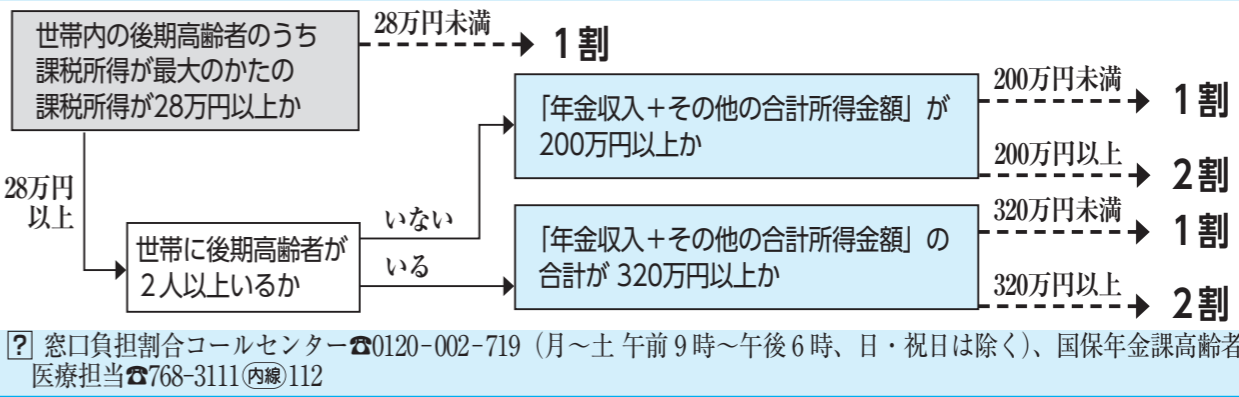 世帯内の後期高齢者のうち
課税所得が最大のかたの
課税所得が28万円以上か
28万円未満
1割
28万円
以上
世帯に後期高齢者が
2人以上いるか
いない
いる
「年金収入+その他の合計所得金額」が
200万円以上か
200万円未満
1割
200万円以上
2割
「年金収入+その他の合計所得金額」の
合計が 320万円以上か
320万円未満
1割
320万円以上
2割
? 窓口負担割合コールセンター☎0120-002-719（月～土 午前9時～午後6時、日・祝日は除く）、国保年金課高齢者
医療担当☎768-3111内線112